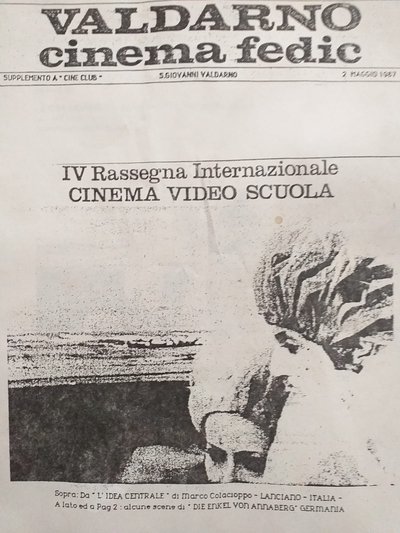 VALDARNO
cinema fedic
SUPPLEMENTO A " CINE CLUB " S.GIOVANNI VALDARNO 2 MAGGIO 1987
IV Rassegna Internazionale
CINEMA VIDEO SCUOLA
Sopra: Da " L' IDEA CENTRALE " di Marco Colacioppo - LANCIANO - ITALIA -
A lato ed a Pag 2 : alcune scene di " DIE ENKEL VON ANNABERG" GERMANIA